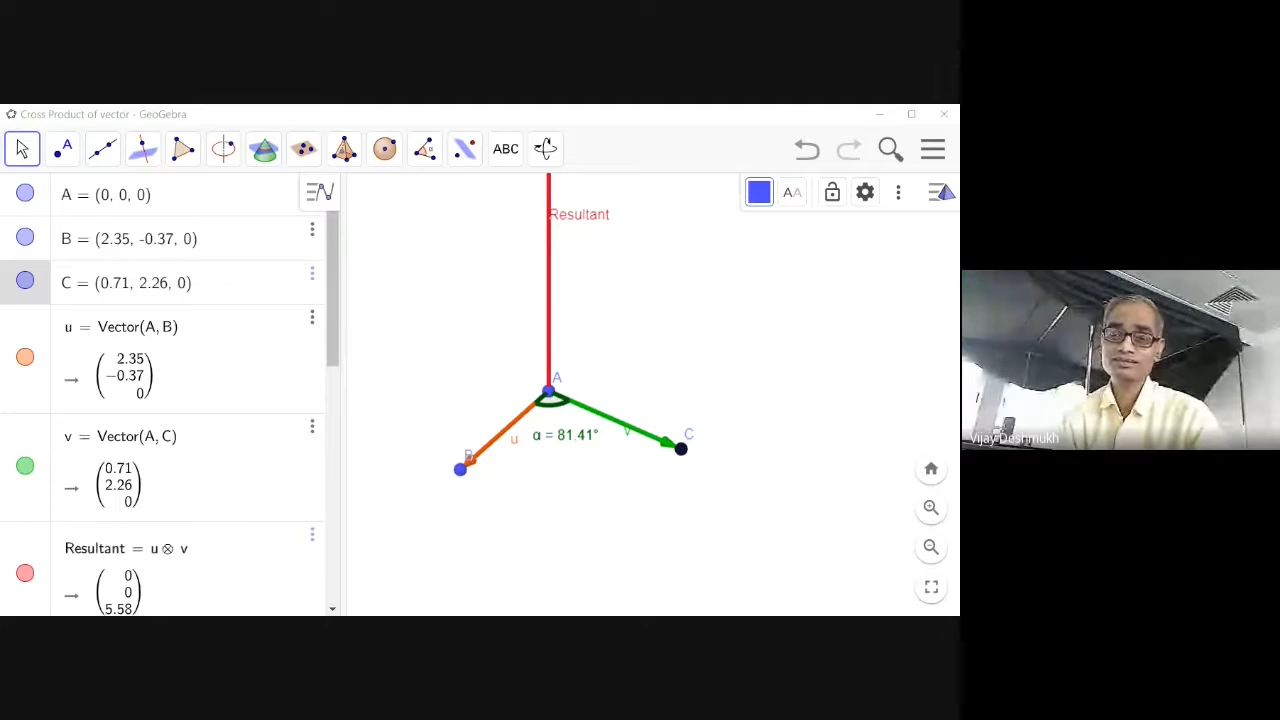 Cross Product of vector - GeoGebra
A
α
ABC
A = (0, 0, 0)
B = (2.35, -0.37, 0)
C = (0.71, 2.26, 0)
u = Vector(A, B)
→ (2.35
−0.37
0)
v = Vector(A, C)
→ (0.71
2.26
0)
Resultant = u ⊗ v
→ (0
0
5.58
AA
Resultant
A
u
α = 81.41°
v
C
B
Vijay Deshmukh